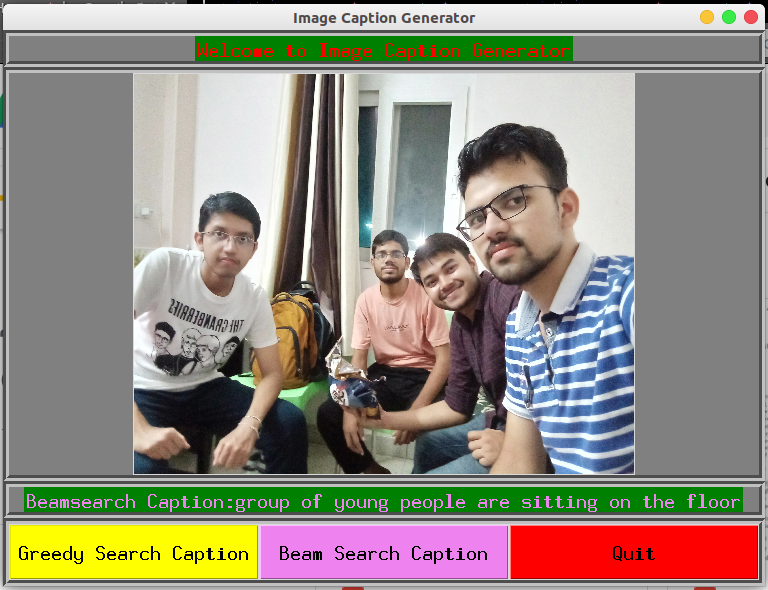 Image Caption Generator
Welcome to Image Caption Generator
THE CRANBERRIES
Beamsearch Caption:group of young people are sitting on the floor
Greedy Search Caption
Beam Search Caption
Quit